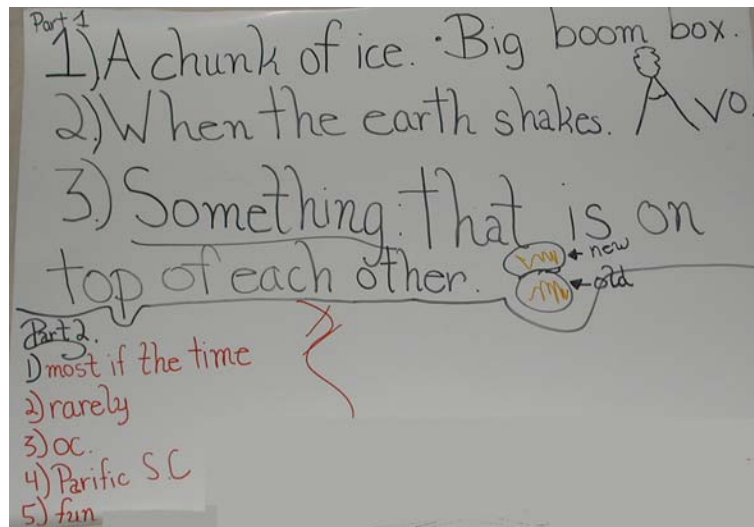 Part 1
1) A chunk of ice. · Big boom box.
2.) When the earth shakes. A vo.
3.) Something that is on
top of each other. ← new
← old
Part 2.
1) most if the time
2) rarely
3) oc.
4) Parific S.C
5) fun